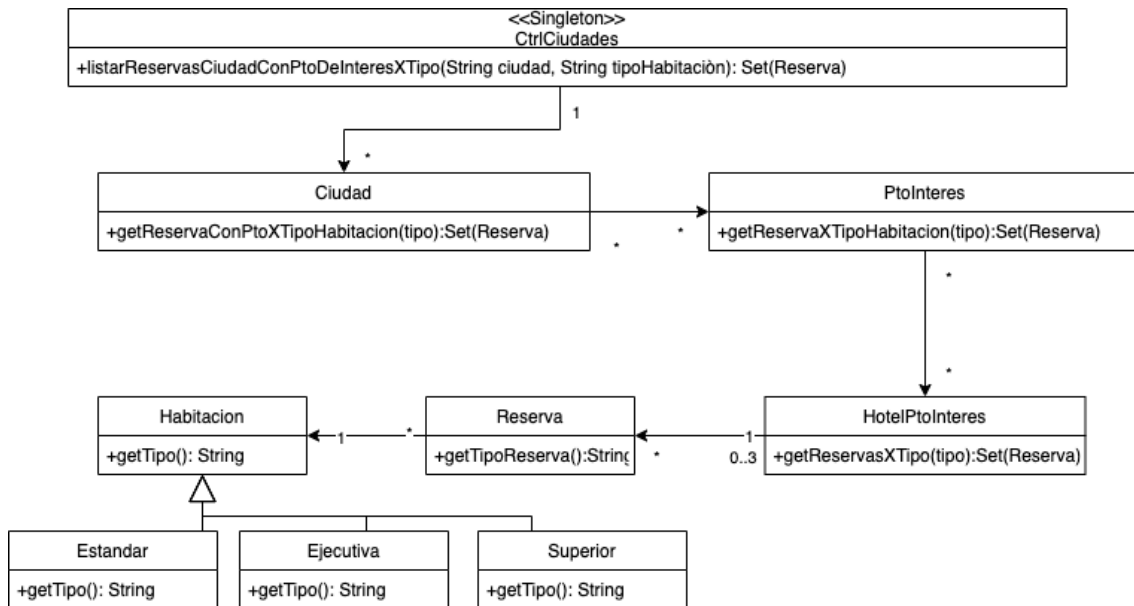 <<Singleton>>
CtrlCiudades
+listarReservasCiudadConPtoDeInteresXTipo(String ciudad, String tipoHabitaciòn): Set(Reserva)
1
*
Ciudad
+getReservaConPtoXTipoHabitacion(tipo):Set(Reserva)
*
*
PtoInteres
+getReservaXTipoHabitacion(tipo):Set(Reserva)
*
*
Habitacion
+getTipo(): String
1
*
Reserva
+getTipoReserva():String
*
1
0..3
HotelPtoInteres
+getReservasXTipo(tipo):Set(Reserva)
Estandar
+getTipo(): String
Ejecutiva
+getTipo(): String
Superior
+getTipo(): String